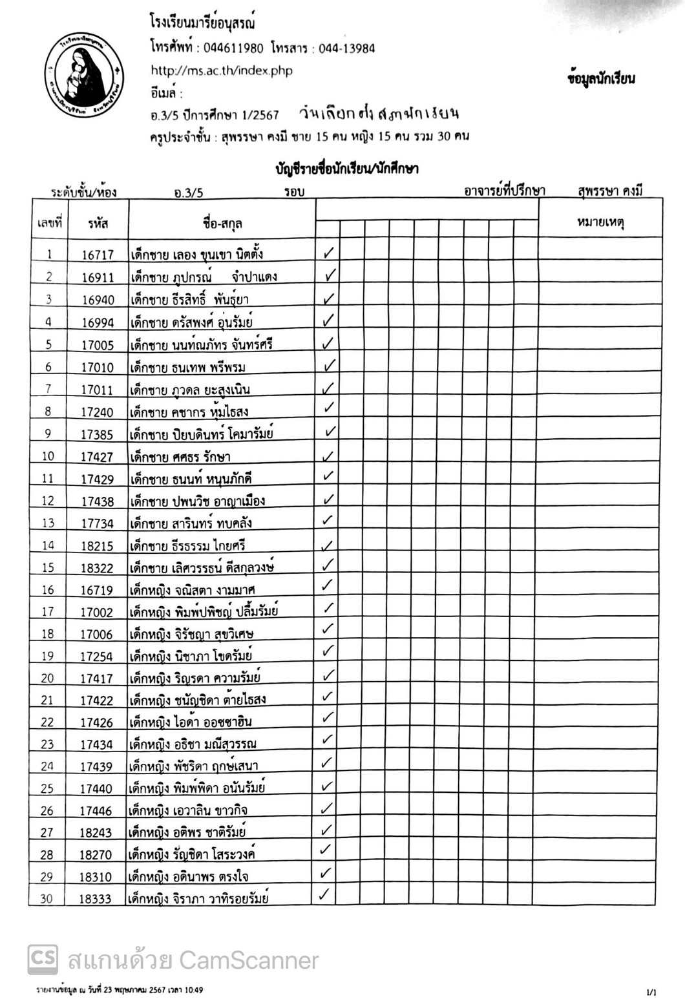 โรงเรียนมารีย์อนุสรณ์
โทรศัพท์ : 044611980 โทรสาร : 044-13984
http://ms.ac.th/index.php
ข้อมูลนักเรียน
อีเมล์ :
อ.3/5 ปีการศึกษา 1/2567 วันเลือกตั้งสภานักเรียน
ครูประจำชั้น : สุพรรษา คงมี ชาย 15 คน หญิง 15 คน รวม 30 คน
บัญชีรายชื่อนักเรียน/นักศึกษา
ระดับชั้น/ห้อง อ.3/5 รอบ อาจารย์ที่ปรึกษา สุพรรษา คงมี
เลขที่ รหัส ชื่อ-สกุล หมายเหตุ
1 16717 เด็กชาย เลออง ขุนเขา นิตตั้ง ✓
2 16911 เด็กชาย ภูปกรณ์ จำปาแดง ✓
3 16940 เด็กชาย ธีรสิทธิ์ พันธุ์ยา ✓
4 16994 เด็กชาย ดรัสพงศ์ อุ่นรัมย์ ✓
5 17005 เด็กชาย นนท์ณภัทร จันทร์ศรี ✓
6 17010 เด็กชาย ธนเทพ พรีพรม ✓
7 17011 เด็กชาย ภูวดล ยะสูงเนิน ✓
8 17240 เด็กชาย คชากร หุ้มไธสง ✓
9 17385 เด็กชาย ปิยบดินทร์ โคมารัมย์ ✓
10 17427 เด็กชาย ศศธร รักษา ✓
11 17429 เด็กชาย ธนนท์ หนุนภักดี ✓
12 17438 เด็กชาย ปพนวิช อาญาเมือง ✓
13 17734 เด็กชาย สารินทร์ ทบคลัง ✓
14 18215 เด็กชาย ธีรธรรม ไกยศรี ✓
15 18322 เด็กชาย เลิศวรรธน์ ดีสกุลวงษ์ ✓
16 16719 เด็กหญิง จณิสตา งามมาศ ✓
17 17002 เด็กหญิง พิมพ์ปพิชญ์ ปลื้มรัมย์ ✓
18 17006 เด็กหญิง จิรัชญา สุขวิเศษ ✓
19 17254 เด็กหญิง นิชาภา โขดรัมย์ ✓
20 17417 เด็กหญิง ริญรดา ความรัมย์ ✓
21 17422 เด็กหญิง ชนัญชิดา ต้ายไธสง ✓
22 17426 เด็กหญิง ไอด้า ออซซาฮิน ✓
23 17434 เด็กหญิง อธิชา มณีสุวรรณ ✓
24 17439 เด็กหญิง พัชริดา ฤกษ์เสนา ✓
25 17440 เด็กหญิง พิมพ์พิดา อนันรัมย์ ✓
26 17446 เด็กหญิง เอวาลิน ขาวกิจ ✓
27 18243 เด็กหญิง อติพร ชาติรัมย์ ✓
28 18270 เด็กหญิง รัญชิดา โสระวงค์ ✓
29 18310 เด็กหญิง อดินาพร ตรงใจ ✓
30 18333 เด็กหญิง จิราภา วาทิรอยรัมย์ ✓
CS สแกนด้วย CamScanner
รายงานข้อมูล ณ วันที่ 23 พฤษภาคม 2567 เวลา 10:49
1/1